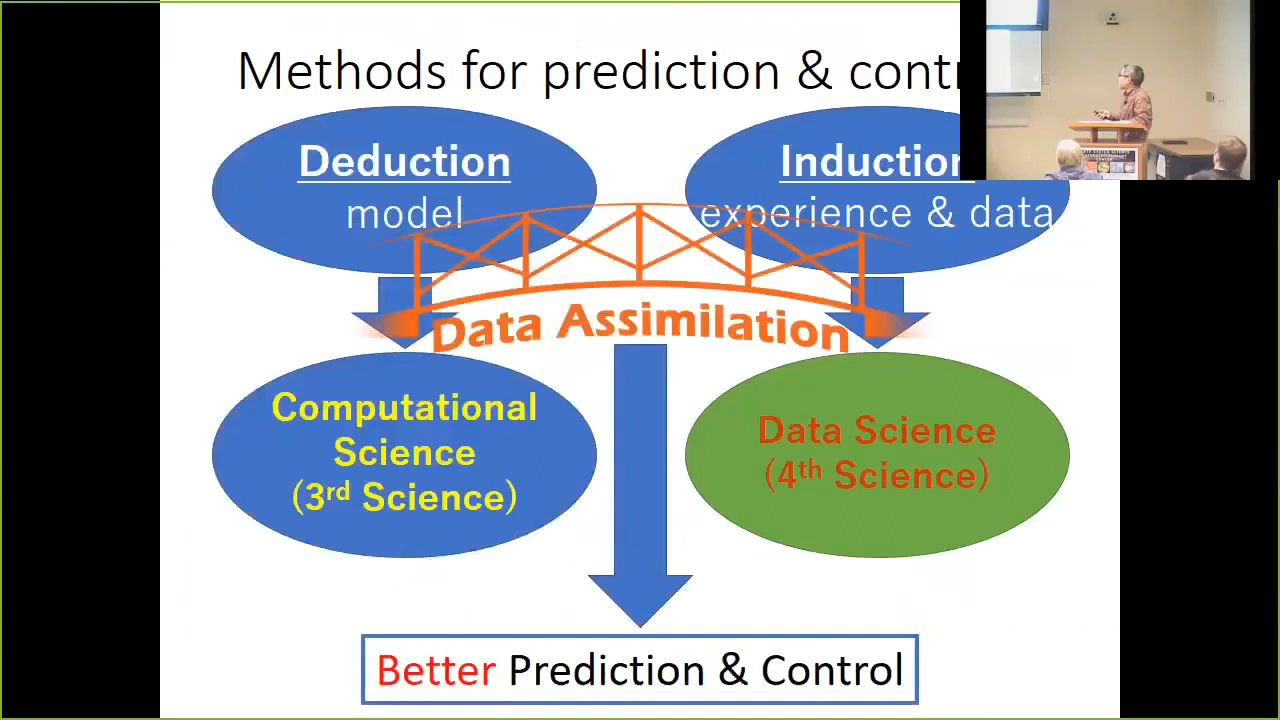 Methods for prediction & contr
Deduction
model
Induction
experience & data
Data Assimilation
Computational
Science
(3rd Science)
Data Science
(4th Science)
Better Prediction & Control